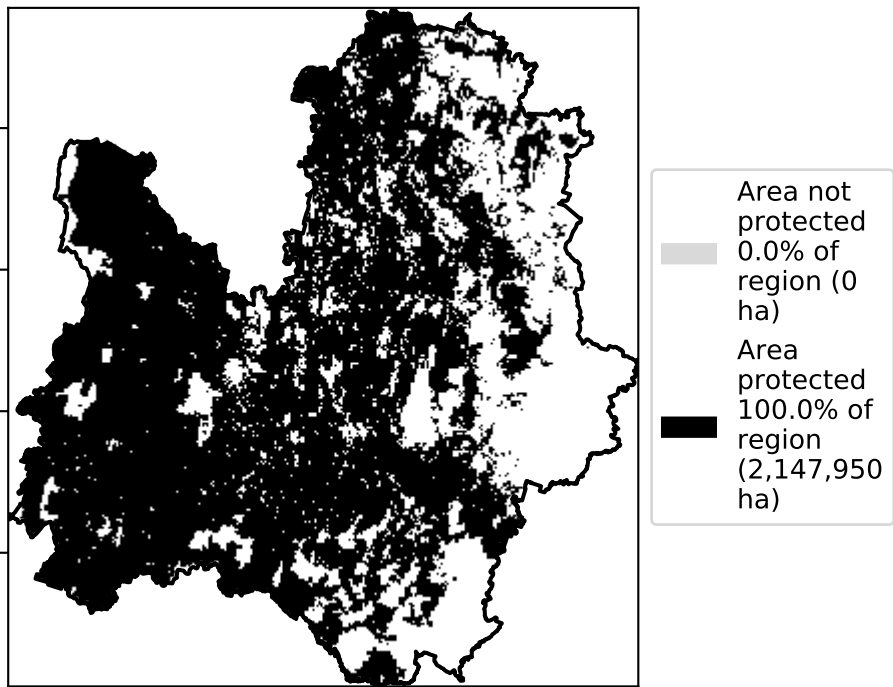 Area not
protected
0.0% of
region (0
ha)
Area
protected
100.0% of
region
(2,147,950
ha)